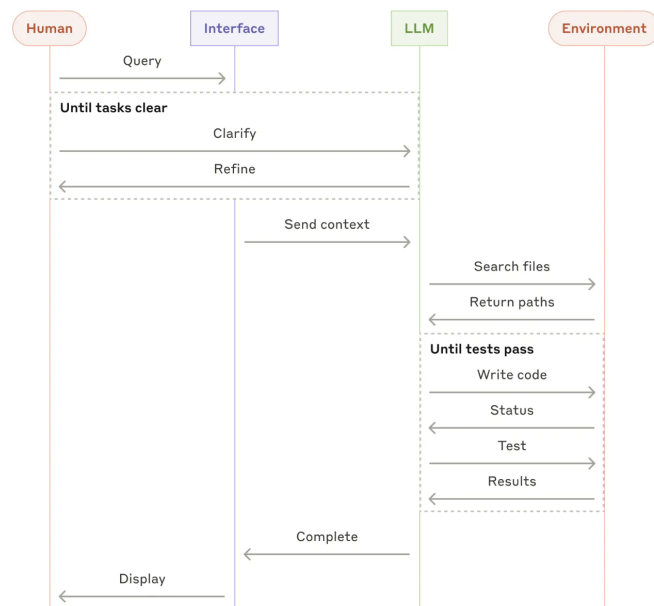 Human
Interface
LLM
Environment
Query
Until tasks clear
Clarify
Refine
Send context
Search files
Return paths
Until tests pass
Write code
Status
Test
Results
Complete
Display